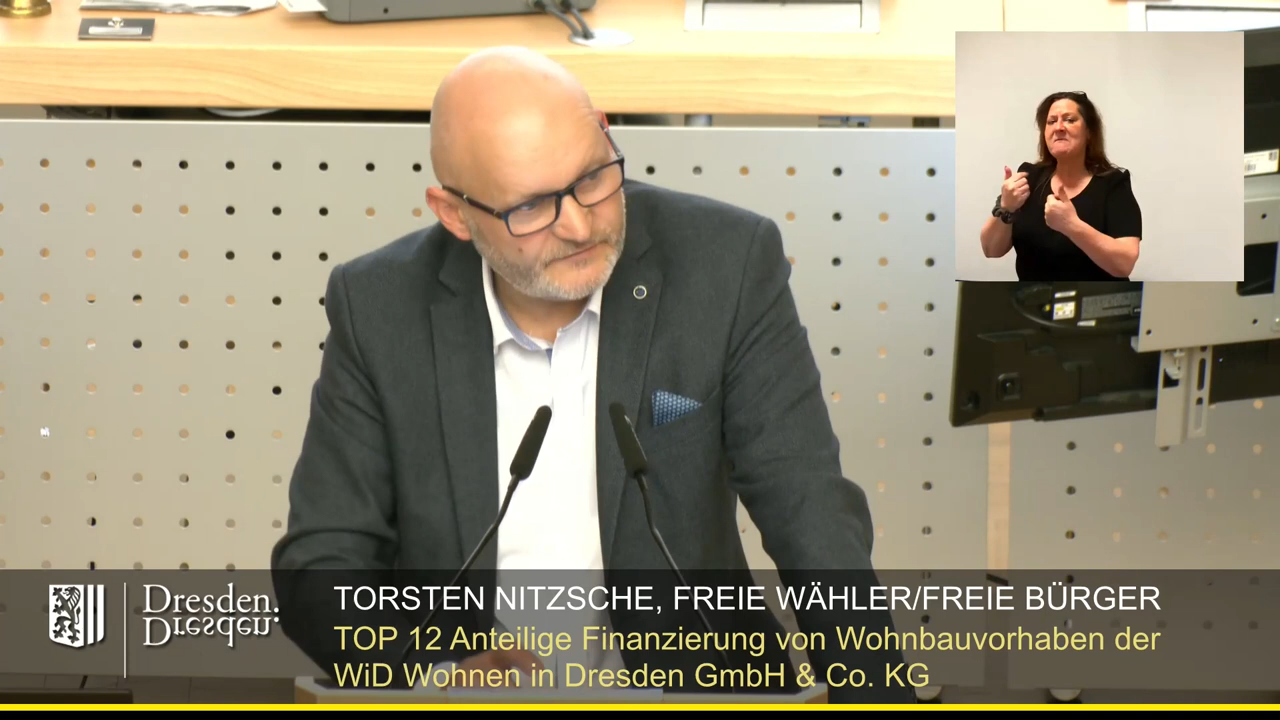 Dresden.
Dresden.
TORSTEN NITZSCHE, FREIE WÄHLER/FREIE BÜRGER
TOP 12 Anteilige Finanzierung von Wohnbauvorhaben der
WiD Wohnen in Dresden GmbH & Co. KG